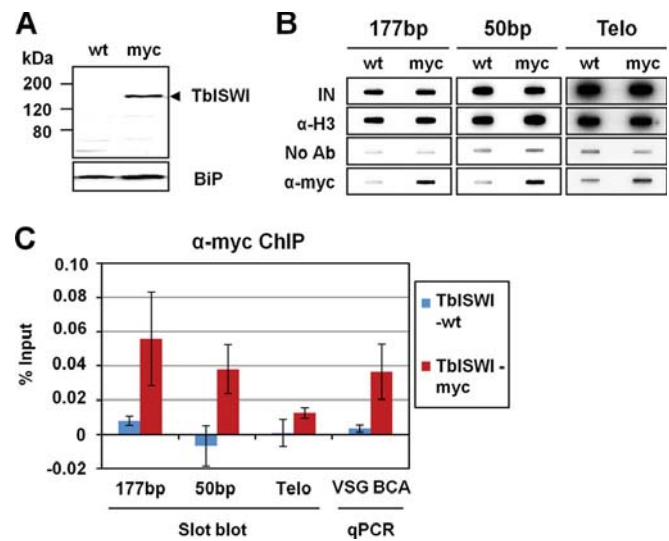 A
wt myc
kDa
200
120
80
TbISWI
BiP
B
177bp 50bp Telo
wt myc wt myc wt myc
IN
α-H3
No Ab
α-myc
C
α-myc ChIP
% Input
0.10
0.08
0.06
0.04
0.02
0
-0.02
177bp 50bp Telo VSG BCA
Slot blot qPCR
TbISWI
-wt
TbISWI -
myc